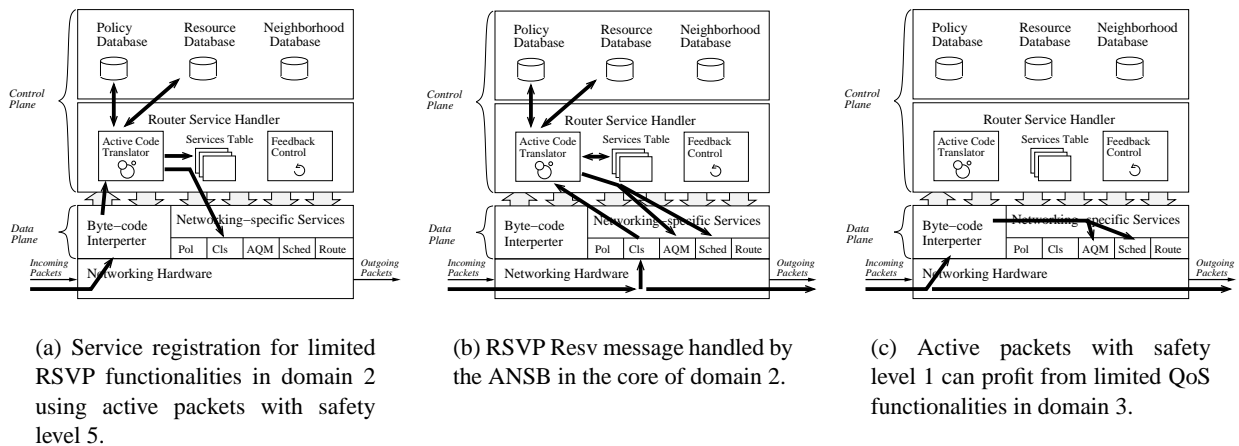 Policy
Database
Resource
Database
Neighborhood
Database
Control
Plane
Router Service Handler
Active Code
Translator
Services Table
Feedback
Control
Data
Plane
Byte-code
Interperter
Networking-specific Services
Pol Cls AQM Sched Route
Incoming
Packets
Networking Hardware
Outgoing
Packets
(a) Service registration for limited
RSVP functionalities in domain 2
using active packets with safety
level 5.
Policy
Database
Resource
Database
Neighborhood
Database
Control
Plane
Router Service Handler
Active Code
Translator
Services Table
Feedback
Control
Data
Plane
Byte-code
Interperter
Networking-specific Services
Pol Cls AQM Sched Route
Incoming
Packets
Networking Hardware
Outgoing
Packets
(b) RSVP Resv message handled by
the ANSB in the core of domain 2.
Policy
Database
Resource
Database
Neighborhood
Database
Control
Plane
Router Service Handler
Active Code
Translator
Services Table
Feedback
Control
Data
Plane
Byte-code
Interperter
Networking-specific Services
Pol Cls AQM Sched Route
Incoming
Packets
Networking Hardware
Outgoing
Packets
(c) Active packets with safety
level 1 can profit from limited QoS
functionalities in domain 3.